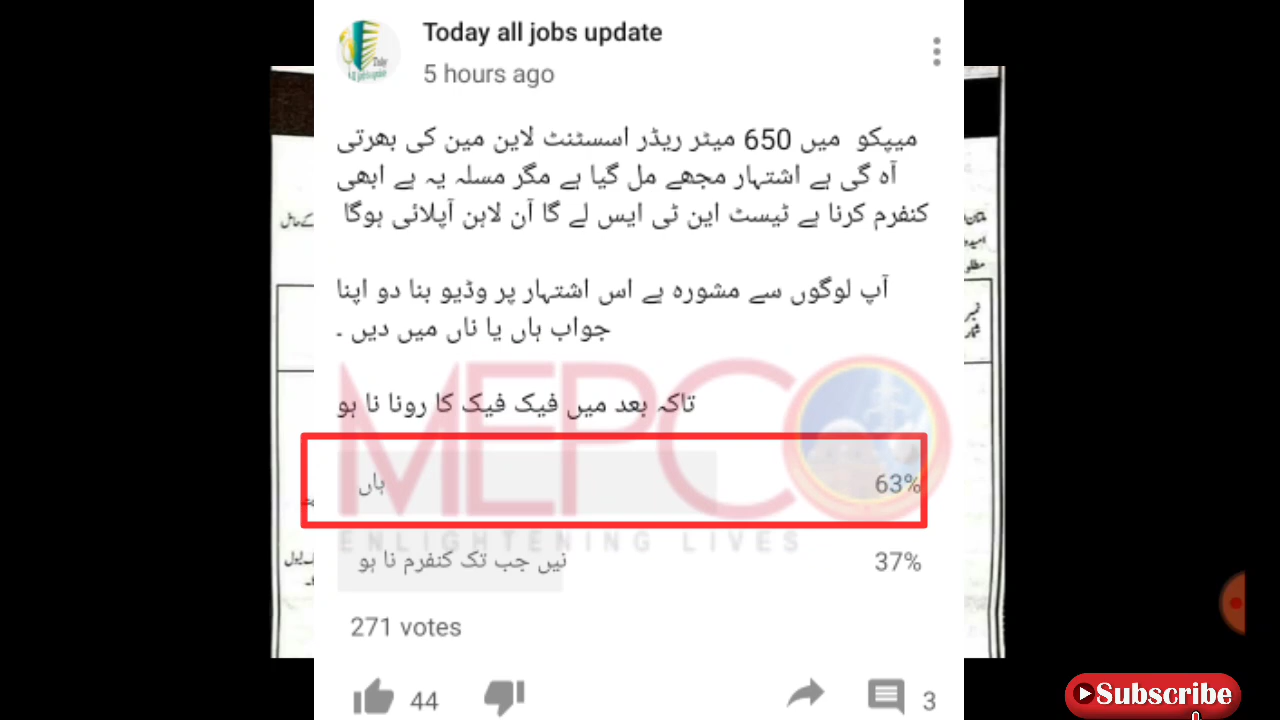 Today all jobs update
5 hours ago
میپکو میں 650 میٹر ریڈر اسسٹنٹ لاین مین کی بھرتی
آہ گی ہے اشتہار مجھے مل گیا ہے مگر مسلہ یہ ہے ابھی
کنفرم کرنا ہے ٹیسٹ این ٹی ایس لے گا آن لاہن آپلائی ہوگا
آپ لوگوں سے مشورہ ہے اس اشتہار پر وڈیو بنا دو اپنا
جواب ہاں یا ناں میں دیں ۔
تاکہ بعد میں فیک فیک کا رونا نا ہو
MEPCO
ہاں 63%
ENLIGHTENING LIVES
نیں جب تک کنفرم نا ہو 37%
271 votes
44 3
Subscribe